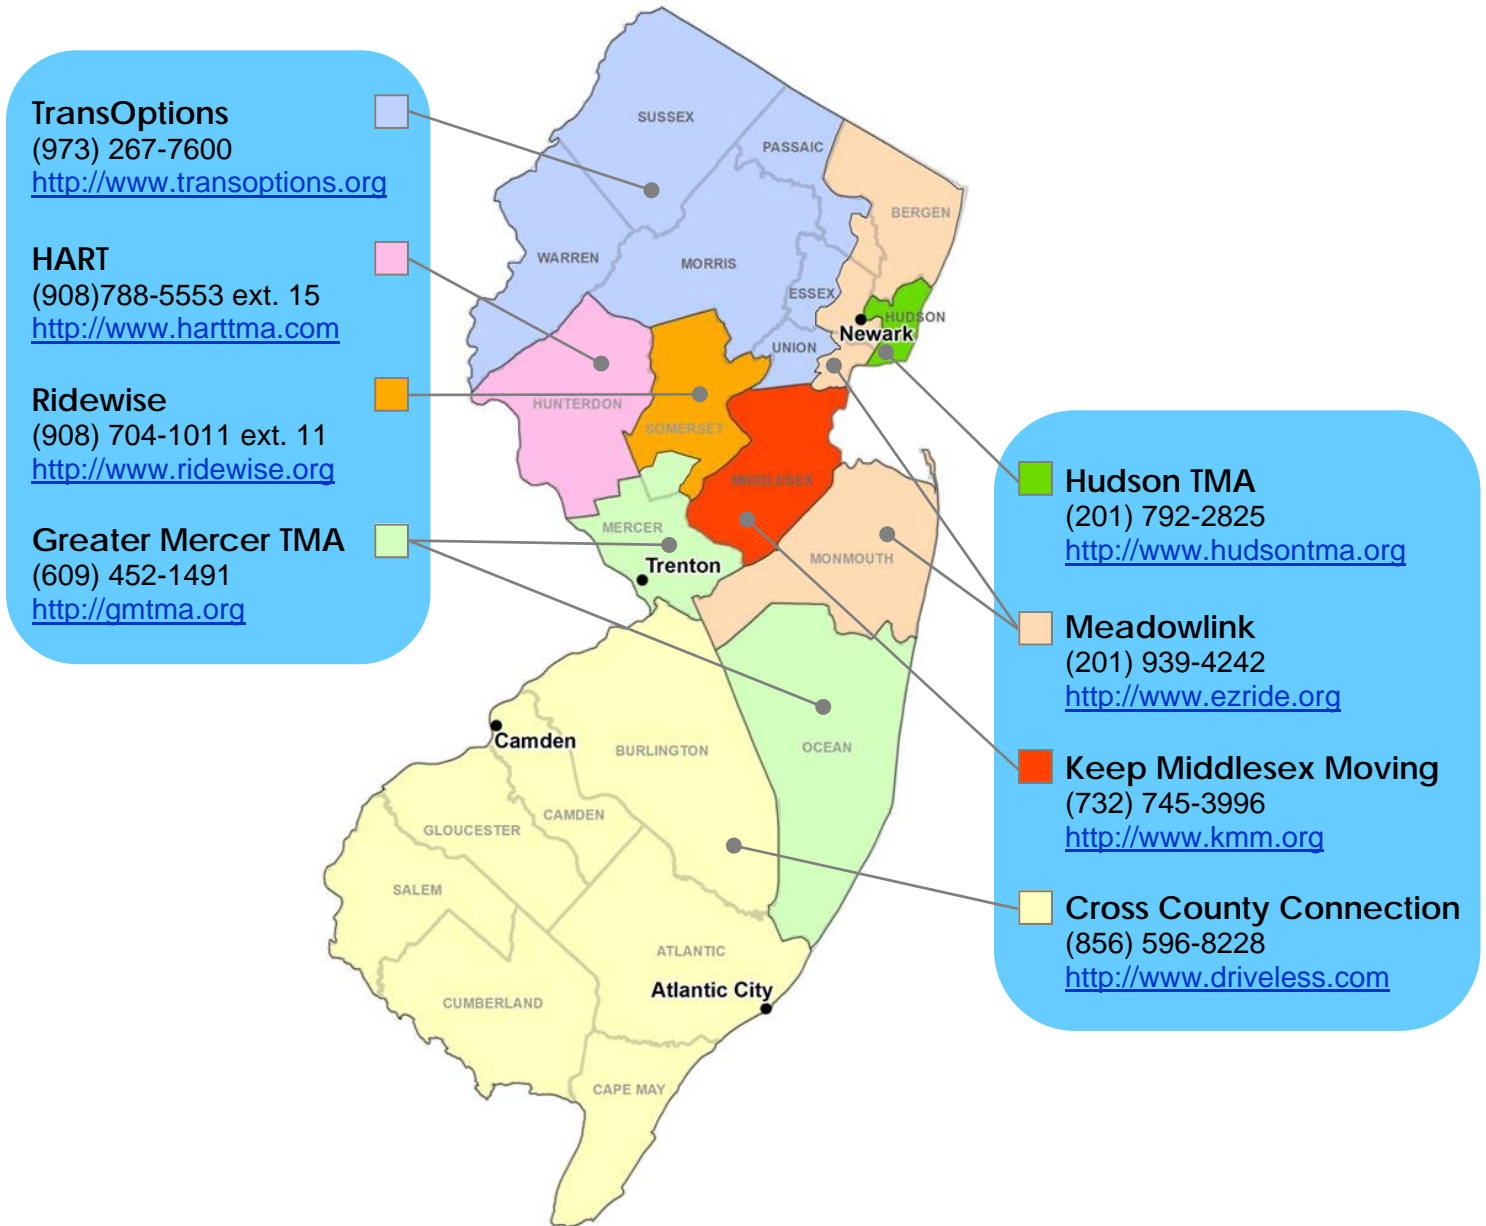 TransOptions
(973) 267-7600
http://www.transoptions.org
HART
(908)788-5553 ext. 15
http://www.harttma.com
Ridewise
(908) 704-1011 ext. 11
http://www.ridewise.org
Greater Mercer TMA
(609) 452-1491
http://gmtma.org
SUSSEX
PASSAIC
BERGEN
WARREN
MORRIS
ESSEX
HUDSON
Newark
UNION
HUNTERDON
SOMERSET
MIDDLESEX
MERCER
Trenton
MONMOUTH
Camden
BURLINGTON
OCEAN
CAMDEN
GLOUCESTER
SALEM
ATLANTIC
Atlantic City
CUMBERLAND
CAPE MAY
Hudson TMA
(201) 792-2825
http://www.hudsontma.org
Meadowlink
(201) 939-4242
http://www.ezride.org
Keep Middlesex Moving
(732) 745-3996
http://www.kmm.org
Cross County Connection
(856) 596-8228
http://www.driveless.com